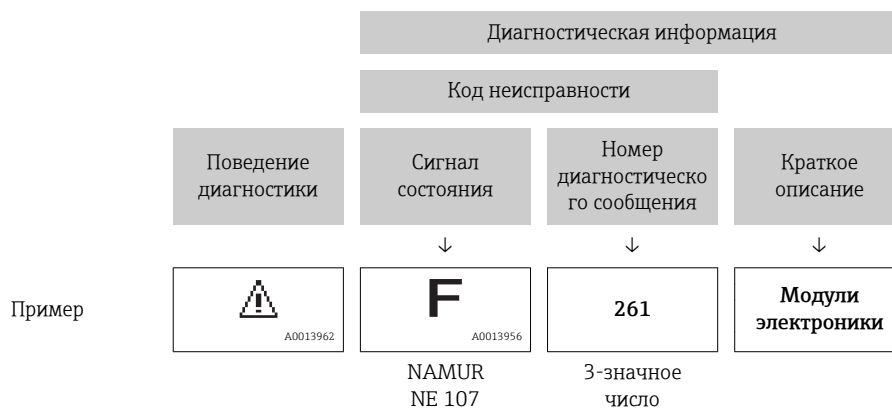 Диагностическая информация
Код неисправности
Поведение
диагностики
Сигнал
состояния
Номер
диагностическо
го сообщения
Краткое
описание
↓ ↓ ↓
Пример
A0013962
F
A0013956
261
Модули
электроники
NAMUR
NE 107
3-значное
число